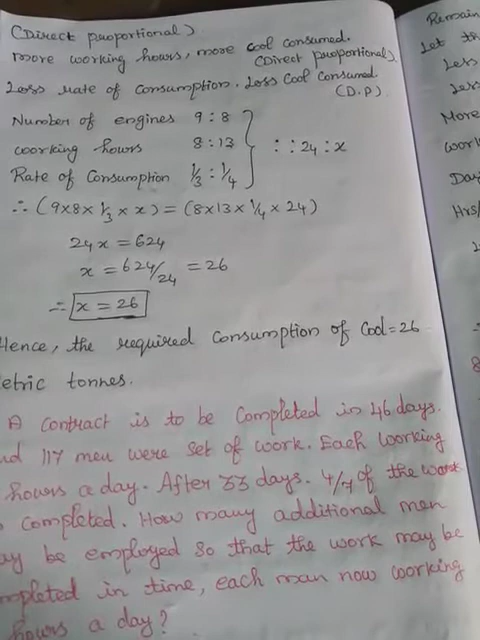 (Direct proportional)
more working hours, more cool consumed.
(Direct proportional)
Less rate of consumption. Less Cool Consumed.
(D.P)
Number of engines 9 : 8
working hours 8 : 13
Rate of Consumption 1/3 : 1/4
: : 24 : x
∴ (9×8×1/3 × x) = (8×13×1/4 × 24)
24x = 624
x = 624/24 = 26
∴ x = 26
Hence, the required consumption of Cool = 26
etric tonnes.
A contract is to be completed in 46 days.
nd 117 men were set of work. Each working
hours a day. After 33 days. 4/7 of the work
completed. How many additional men
ay be employed so that the work may be
mpleted in time, each man now working
hours a day?
Remain
Let th
Less
Less
More
work
Day
Hrs/